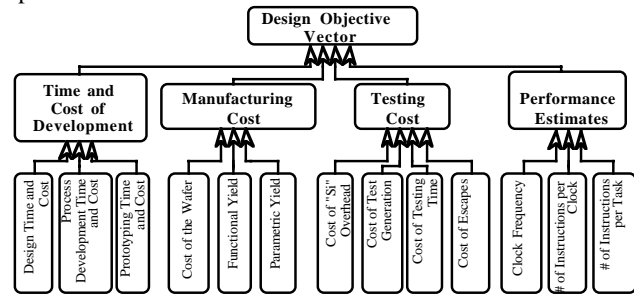 Design Objective
Vector
Time and
Cost of
Development
Manufacturing
Cost
Testing
Cost
Performance
Estimates
Design Time and
Cost
Process
Development Time
and Cost
Prototyping Time
and Cost
Cost of the Wafer
Functional Yield
Parametric Yield
Cost of "Si"
Overhead
Cost of Test
Generation
Cost of Testing
Time
Cost of Escapes
Clock Frequency
# of Instructions per
Clock
# of Instructions
per Task